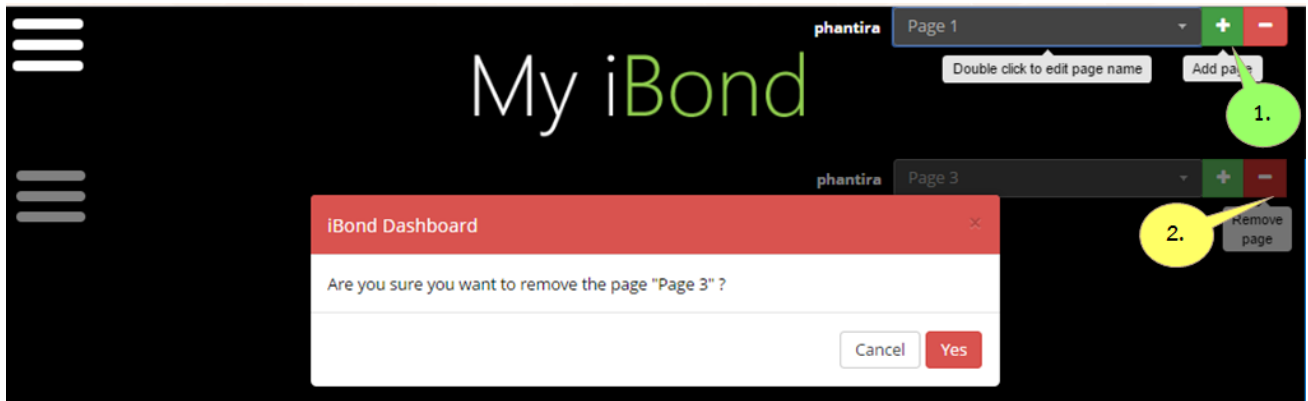 phantira Page 1
My iBond
Double click to edit page name
Add page
1.
phantira Page 3
2.
Remove
page
iBond Dashboard
Are you sure you want to remove the page "Page 3" ?
Cancel Yes